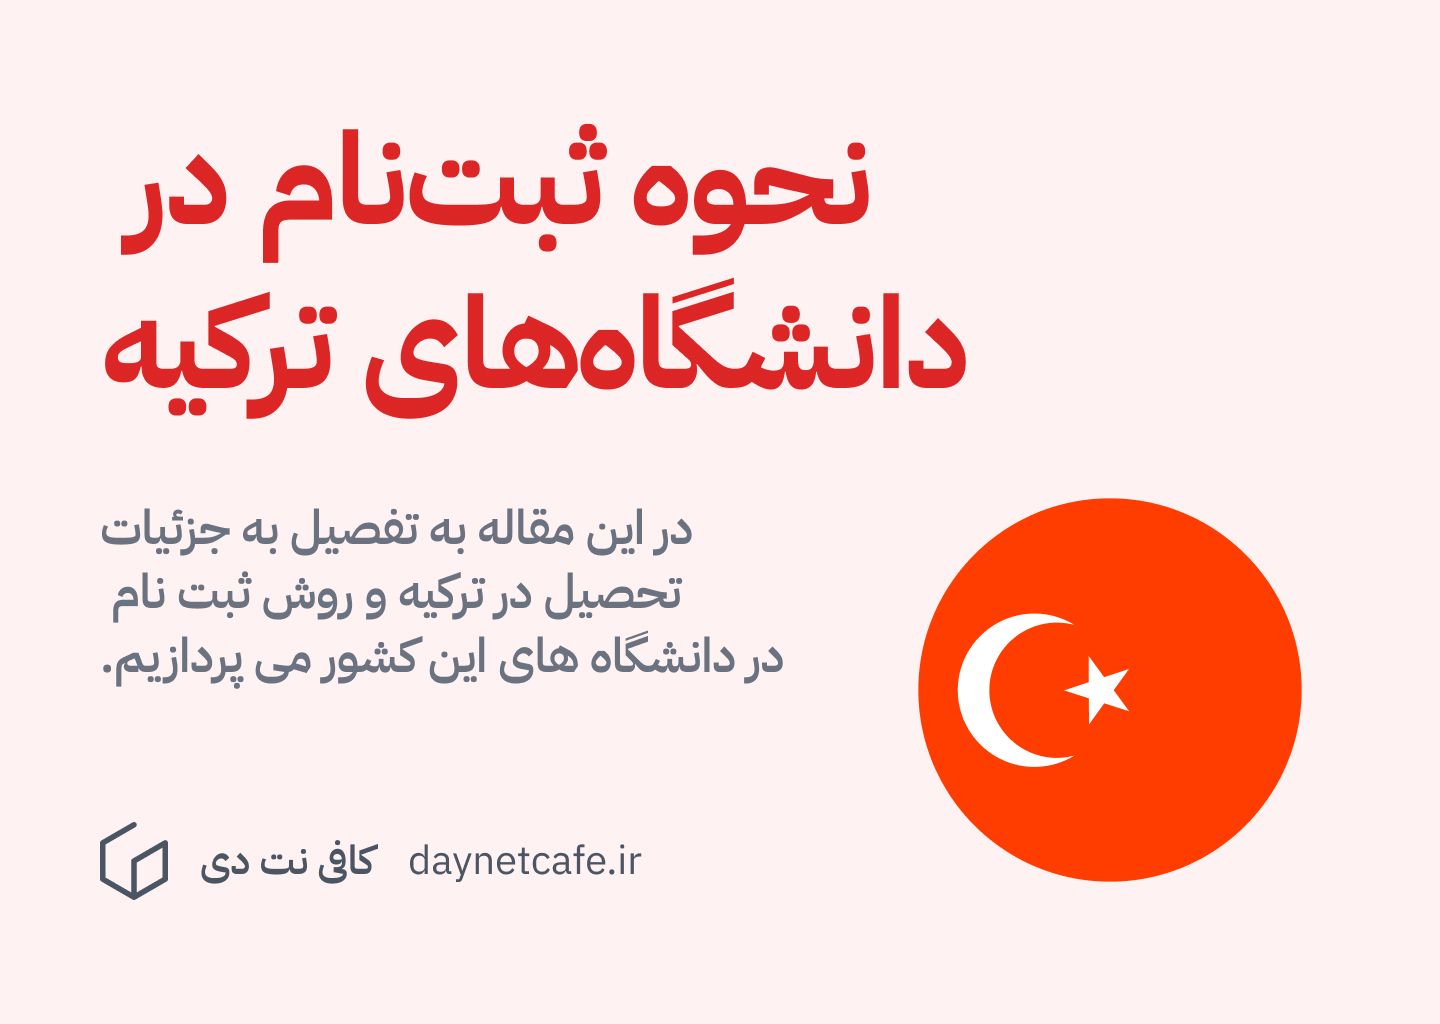 نحوه ثبت‌نام در
دانشگاه‌های ترکیه
در این مقاله به تفصیل به جزئیات
تحصیل در ترکیه و روش ثبت نام
در دانشگاه های این کشور می پردازیم.
کافی نت دی daynetcafe.ir